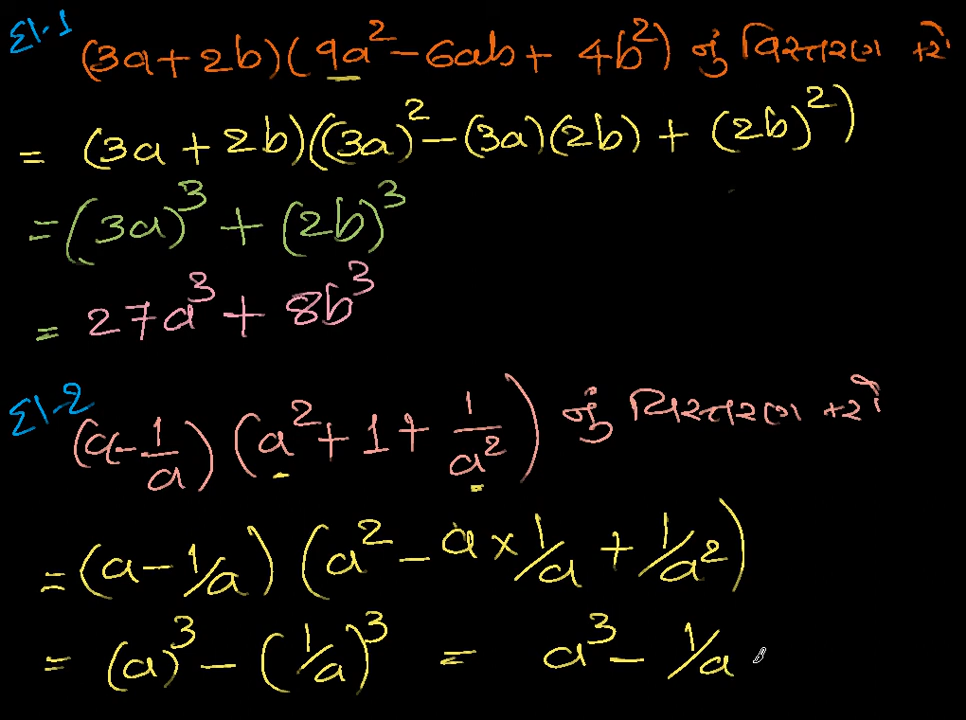 દા-1
(3a+2b)(9a²-6ab+4b²) નું વિસ્તરણ કરો
= (3a+2b)((3a)²-(3a)(2b)+(2b)²)
= (3a)³+(2b)³
= 27a³+8b³
દા-2
(a-1/a)(a²+1+1/a²) નું વિસ્તરણ કરો
= (a-1/a)(a²-a×1/a+1/a²)
= (a)³-(1/a)³ = a³-1/a